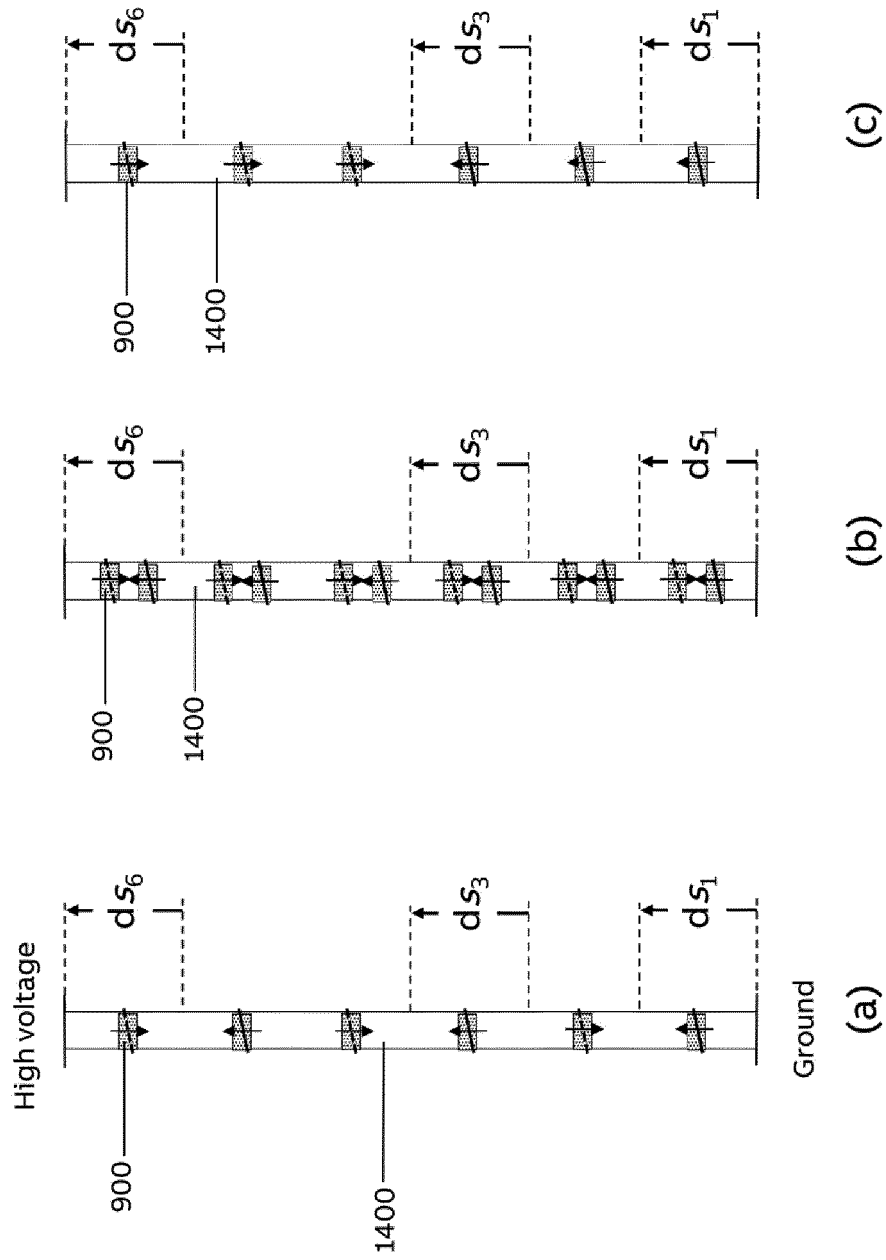 High voltage
900
1400
ds₆
ds₃
ds₁
Ground
(a)
900
1400
ds₆
ds₃
ds₁
(b)
900
1400
ds₆
ds₃
ds₁
(c)